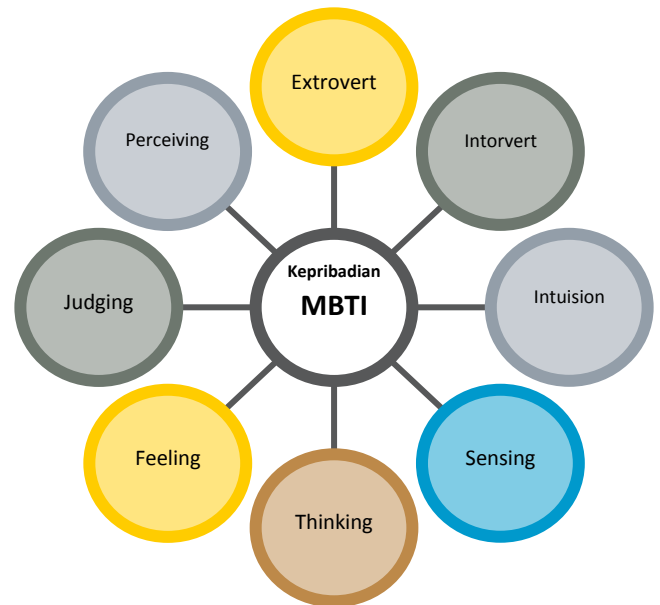 Extrovert
Perceiving
Intorvert
Kepribadian
MBTI
Judging
Intuision
Feeling
Sensing
Thinking